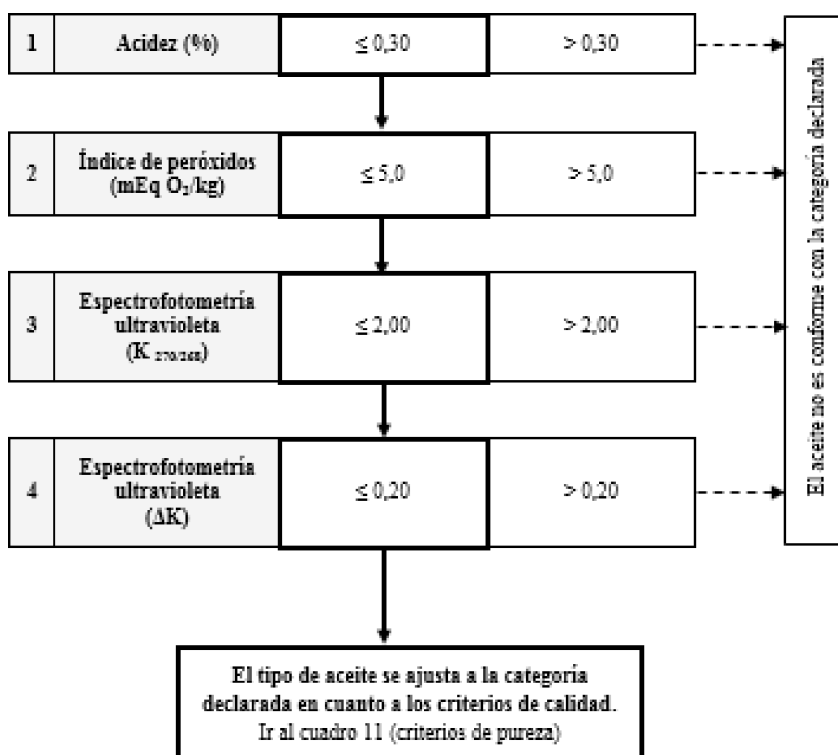 1 Acidez (%) ≤ 0,30 > 0,30
2 Índice de peróxidos
(mEq O₂/kg) ≤ 5,0 > 5,0
3 Espectrofotometría
ultravioleta
(K 270/268) ≤ 2,00 > 2,00
4 Espectrofotometría
ultravioleta
(ΔK) ≤ 0,20 > 0,20
El aceite no es conforme con la categoría declarada
El tipo de aceite se ajusta a la categoría
declarada en cuanto a los criterios de calidad.
Ir al cuadro 11 (criterios de pureza)